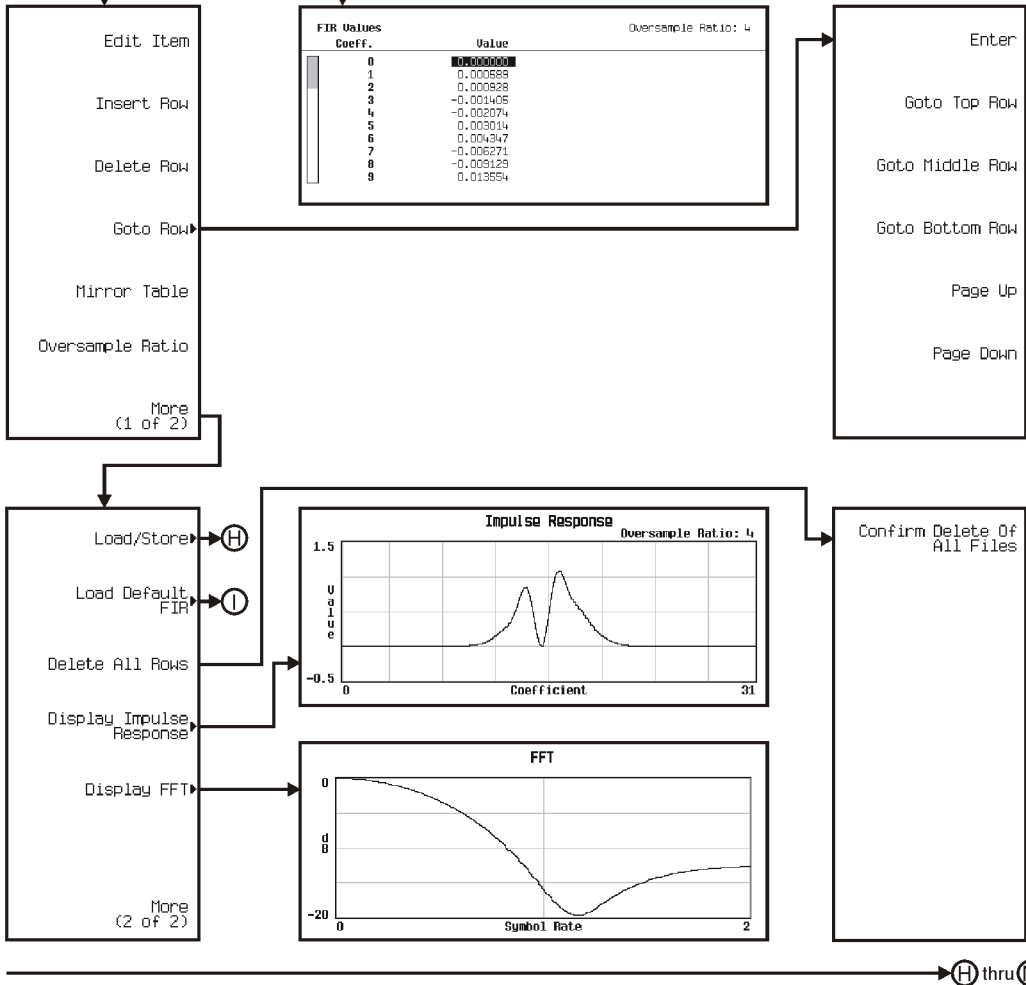 Edit Item
Insert Row
Delete Row
Goto Row
Mirror Table
Oversample Ratio
More
(1 of 2)
FIR Values Oversample Ratio: 4
Coeff. Value
0 0.000000
1 0.000589
2 0.000928
3 -0.001405
4 -0.002074
5 0.003014
6 0.004347
7 -0.006271
8 -0.009129
9 0.013554
Enter
Goto Top Row
Goto Middle Row
Goto Bottom Row
Page Up
Page Down
Load/Store
H
Load Default
FIR
I
Delete All Rows
Display Impulse
Response
Display FFT
More
(2 of 2)
Impulse Response
Oversample Ratio: 4
1.5
Value
-0.5
0 Coefficient 31
FFT
0
dB
-20
0 Symbol Rate 2
Confirm Delete Of
All Files
H thru